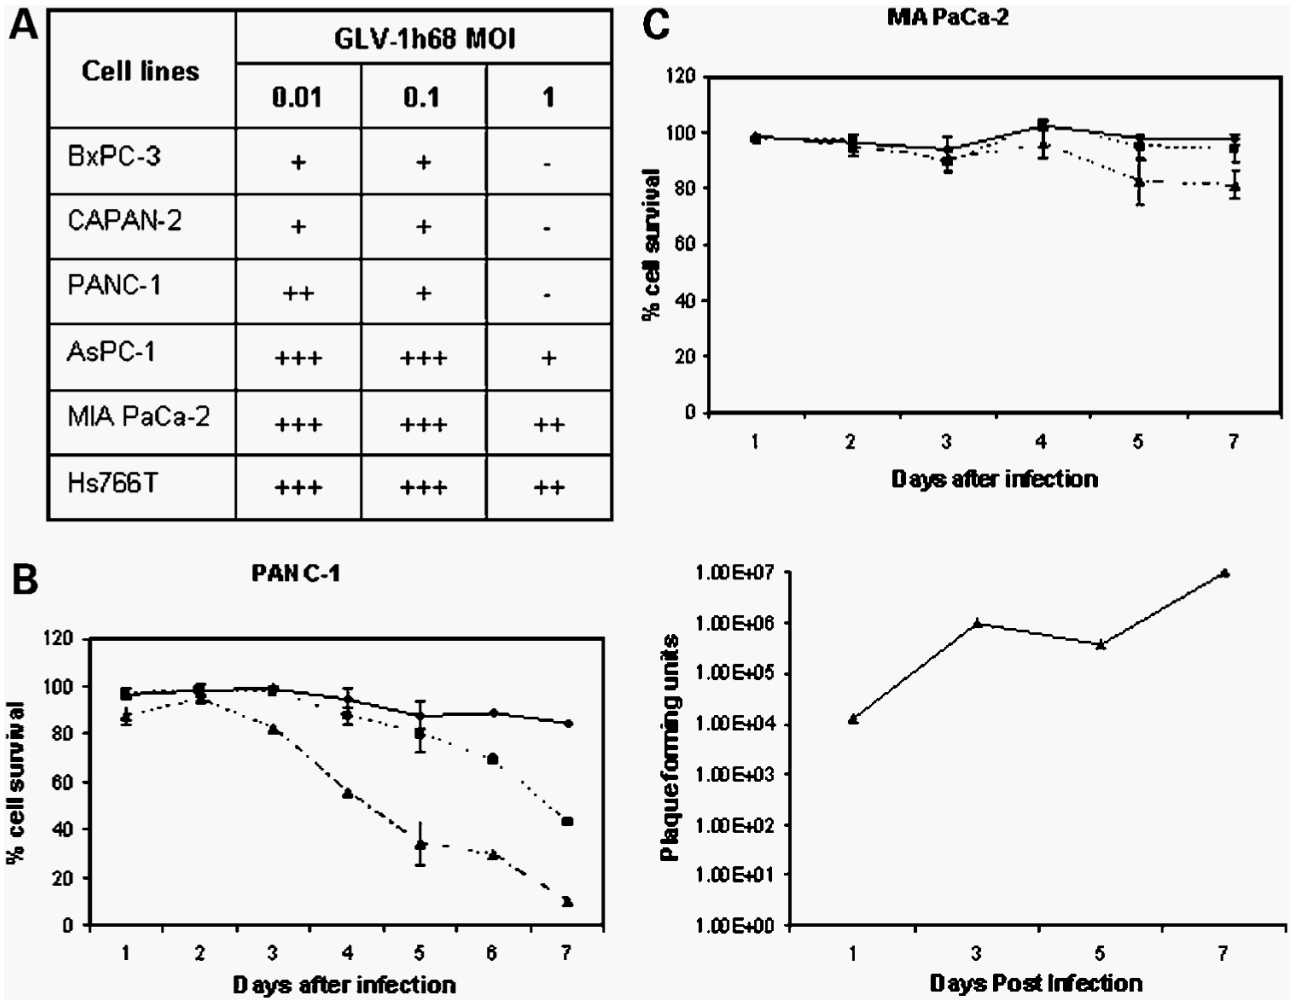 A
Cell lines GLV-1h68 MOI
0.01 0.1 1
BxPC-3 + + -
CAPAN-2 + + -
PANC-1 ++ + -
AsPC-1 +++ +++ +
MIA PaCa-2 +++ +++ ++
Hs766T +++ +++ ++
B
PANC-1
% cell survival
120
100
80
60
40
20
0
1 2 3 4 5 6 7
Days after infection
C
MIA PaCa-2
% cell survival
120
100
80
60
40
20
0
1 2 3 4 5 7
Days after infection
Plaqueforming units
1.00E+07
1.00E+06
1.00E+05
1.00E+04
1.00E+03
1.00E+02
1.00E+01
1.00E+00
1 3 5 7
Days Post Infection